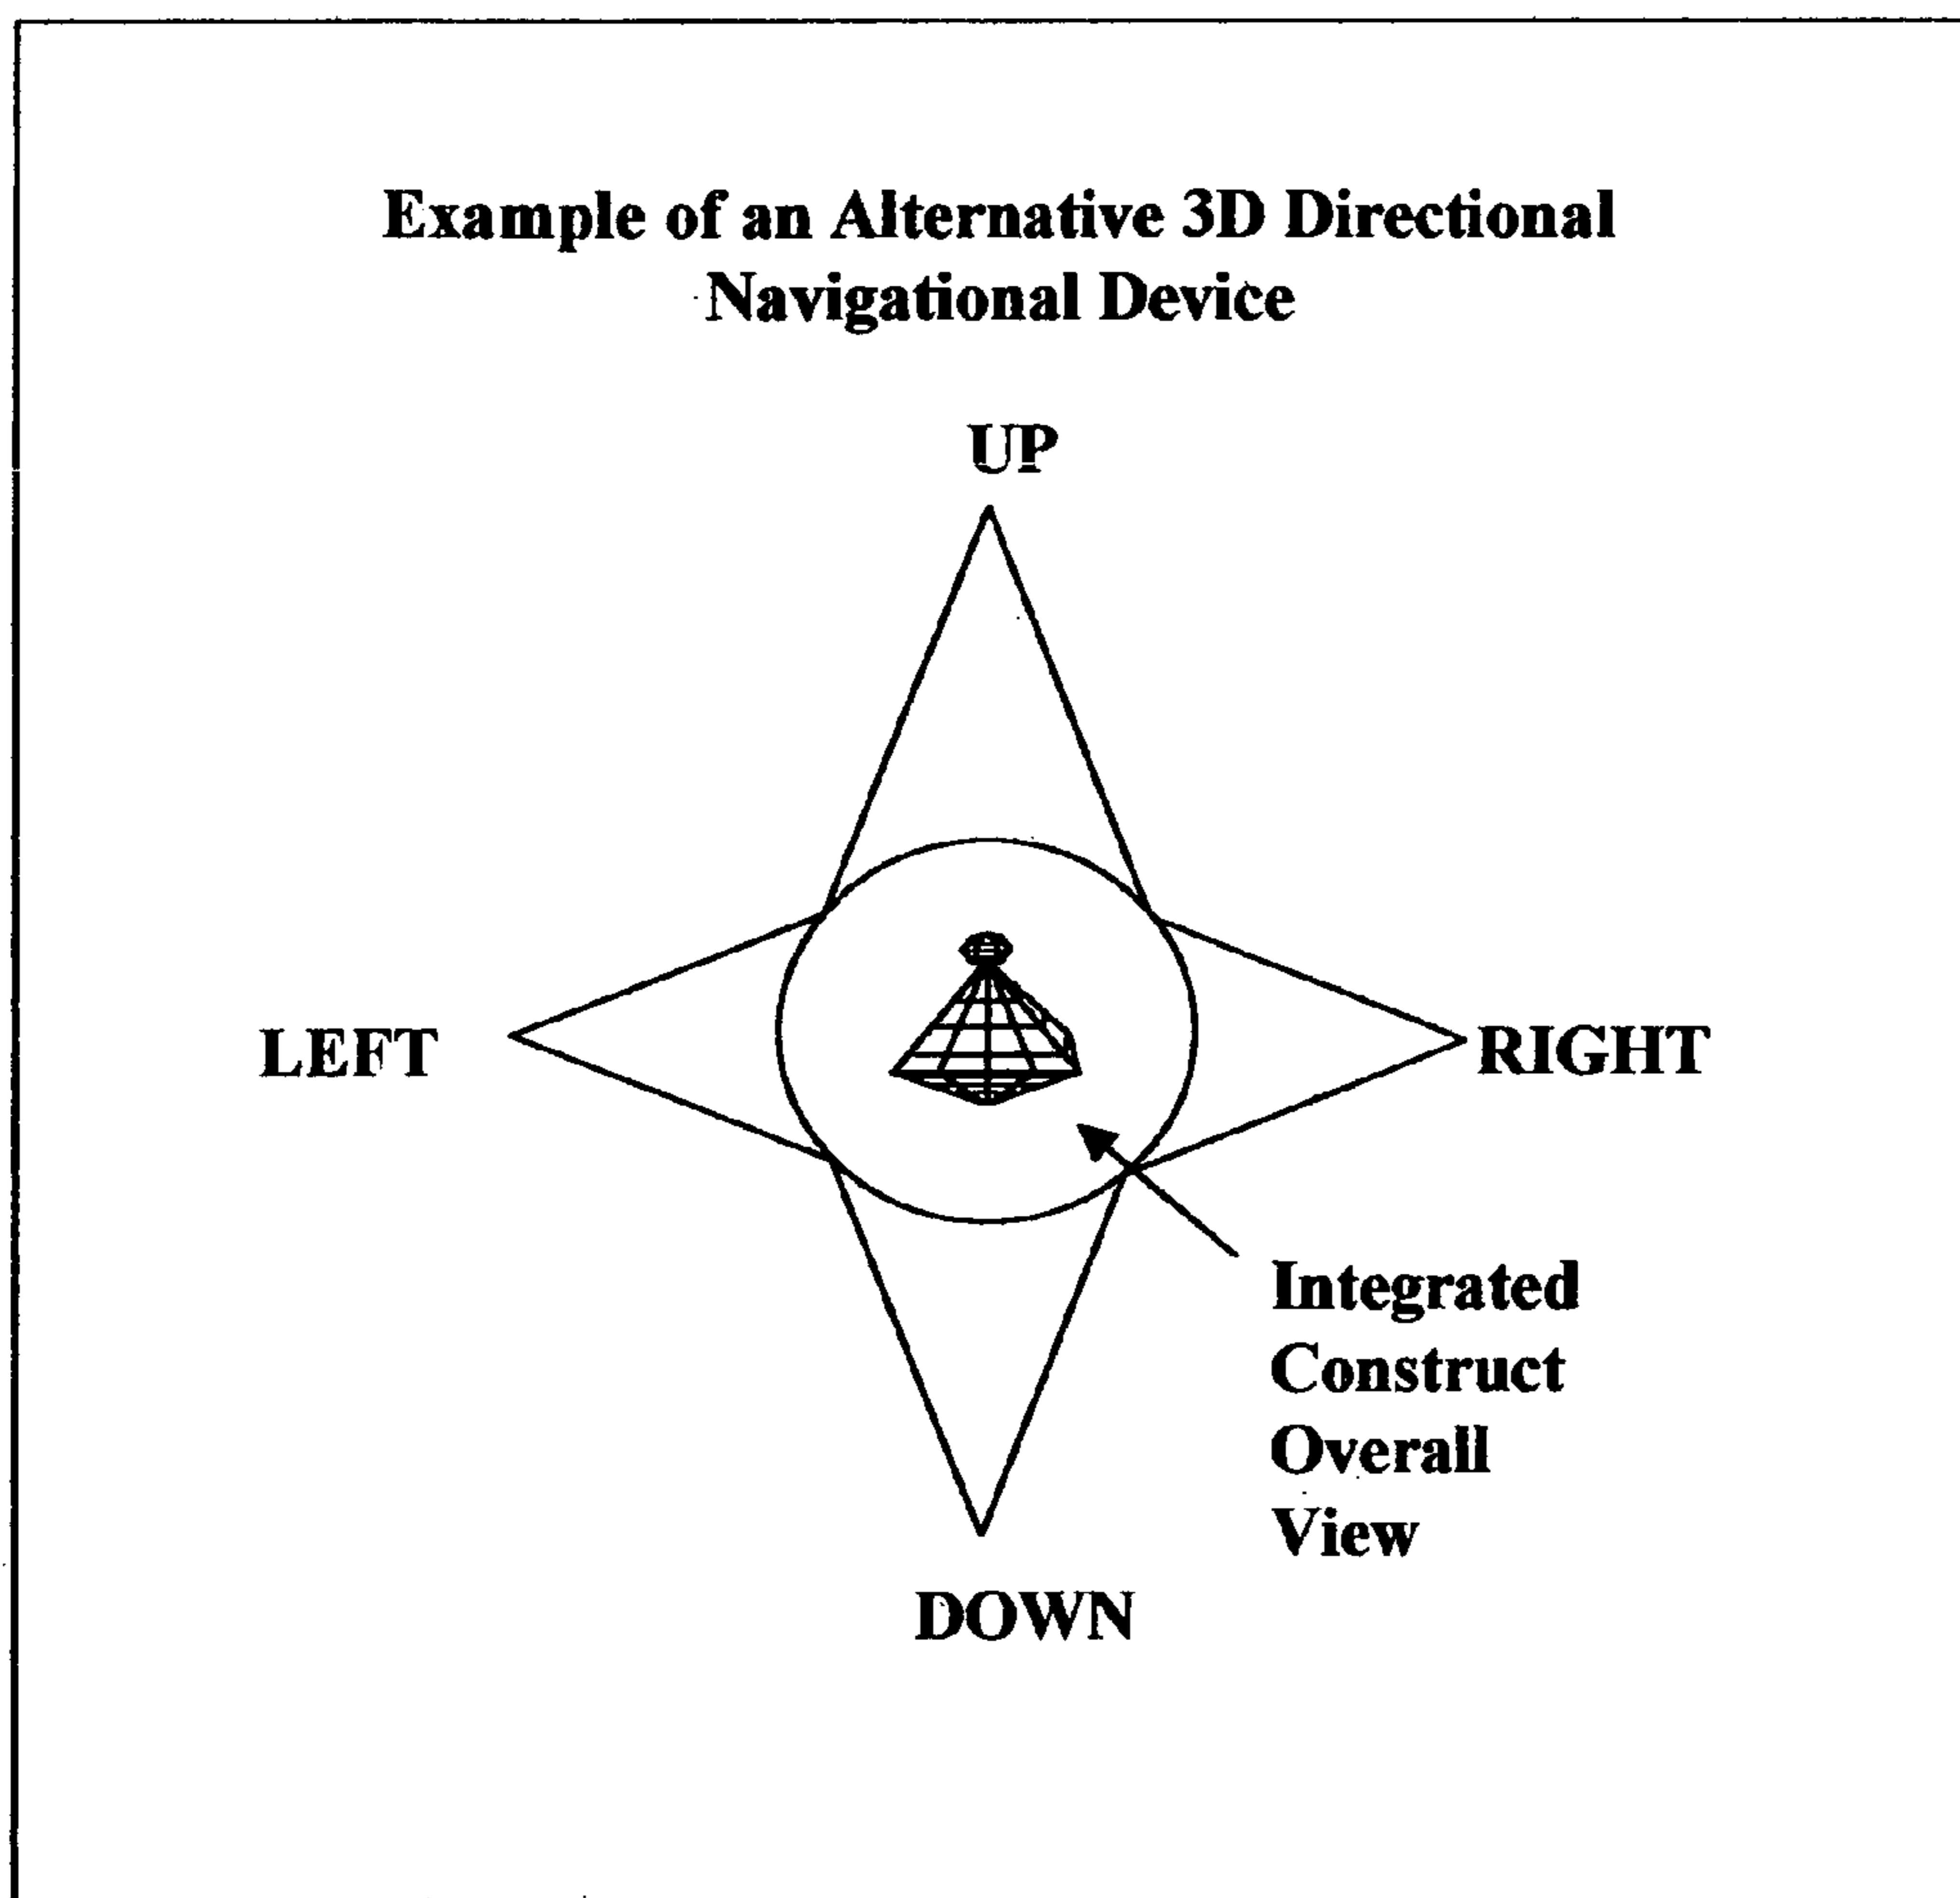 Example of an Alternative 3D Directional
Navigational Device
UP
LEFT
RIGHT
Integrated
Construct
Overall
View
DOWN